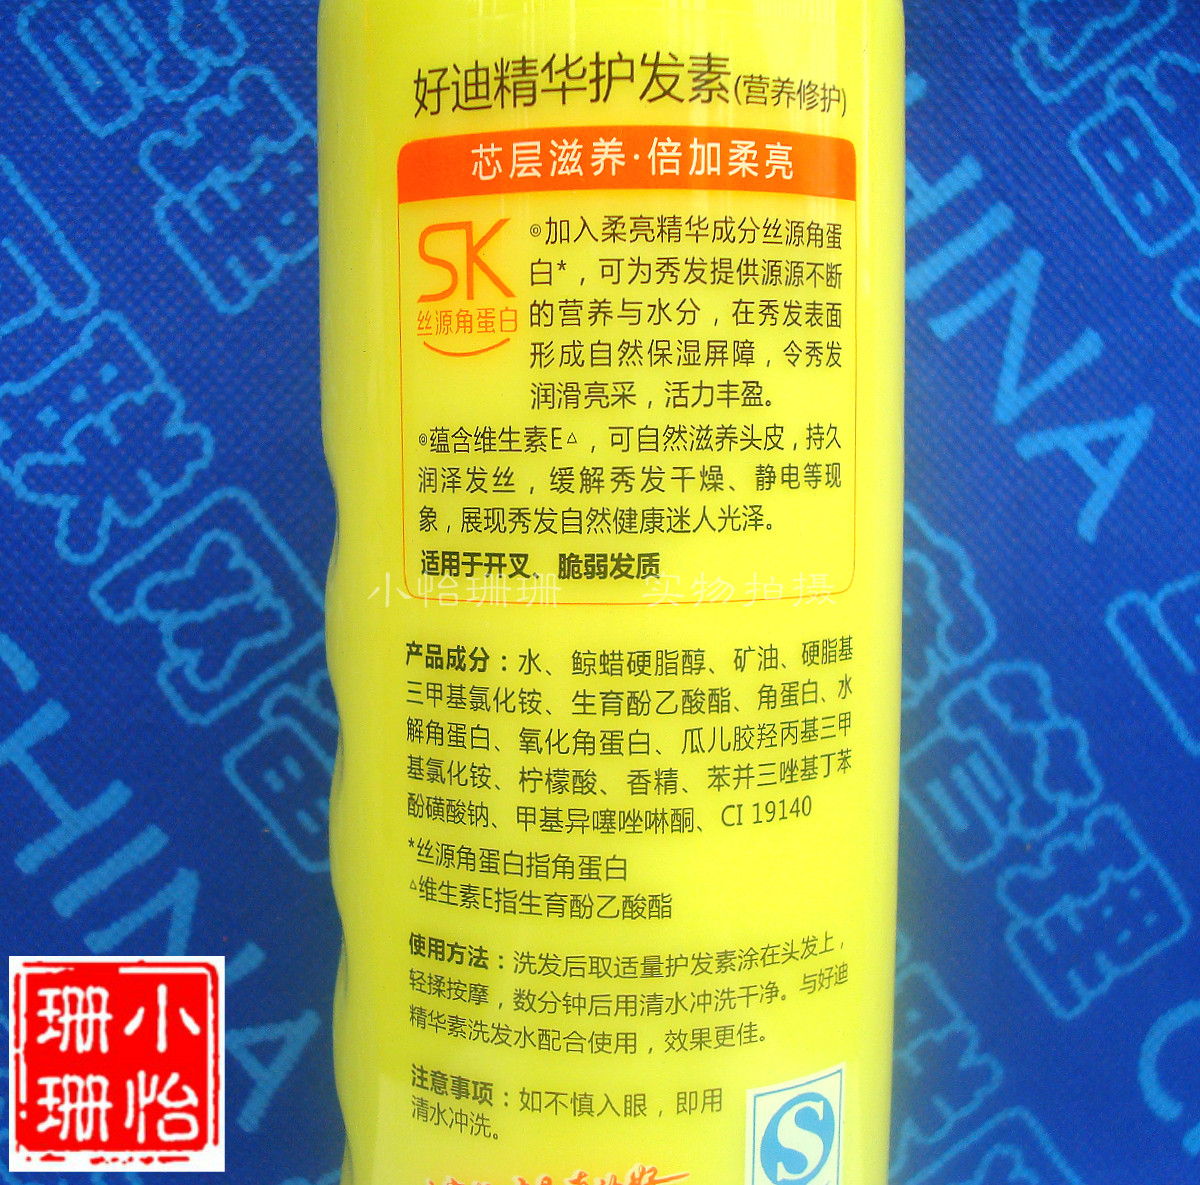 好迪精华护发素(营养修护)
芯层滋养·倍加柔亮
SK
丝源角蛋白
◎加入柔亮精华成分丝源角蛋
白*，可为秀发提供源源不断
的营养与水分，在秀发表面
形成自然保湿屏障，令秀发
润滑亮采，活力丰盈。
◎蕴含维生素E△，可自然滋养头皮，持久
润泽发丝，缓解秀发干燥、静电等现
象，展现秀发自然健康迷人光泽。
适用于开叉、脆弱发质
小怡珊珊 实物拍摄
产品成分：水、鲸蜡硬脂醇、矿油、硬脂基
三甲基氯化铵、生育酚乙酸酯、角蛋白、水
解角蛋白、氧化角蛋白、瓜儿胶羟丙基三甲
基氯化铵、柠檬酸、香精、苯并三唑基丁苯
酚磺酸钠、甲基异噻唑啉酮、CI 19140
*丝源角蛋白指角蛋白
△维生素E指生育酚乙酸酯
使用方法：洗发后取适量护发素涂在头发上，
轻揉按摩，数分钟后用清水冲洗干净。与好迪
精华素洗发水配合使用，效果更佳。
注意事项：如不慎入眼，即用
清水冲洗。
S
小怡
珊珊
CHINA
CHINA